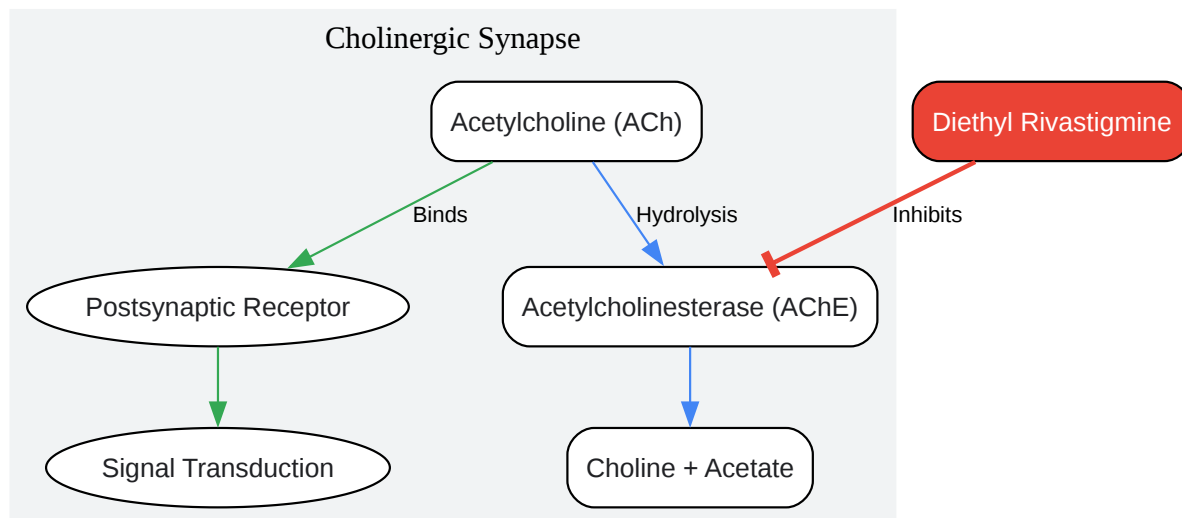 Cholinergic Synapse
Acetylcholine (ACh)
Diethyl Rivastigmine
Binds
Hydrolysis
Inhibits
Postsynaptic Receptor
Acetylcholinesterase (AChE)
Signal Transduction
Choline + Acetate